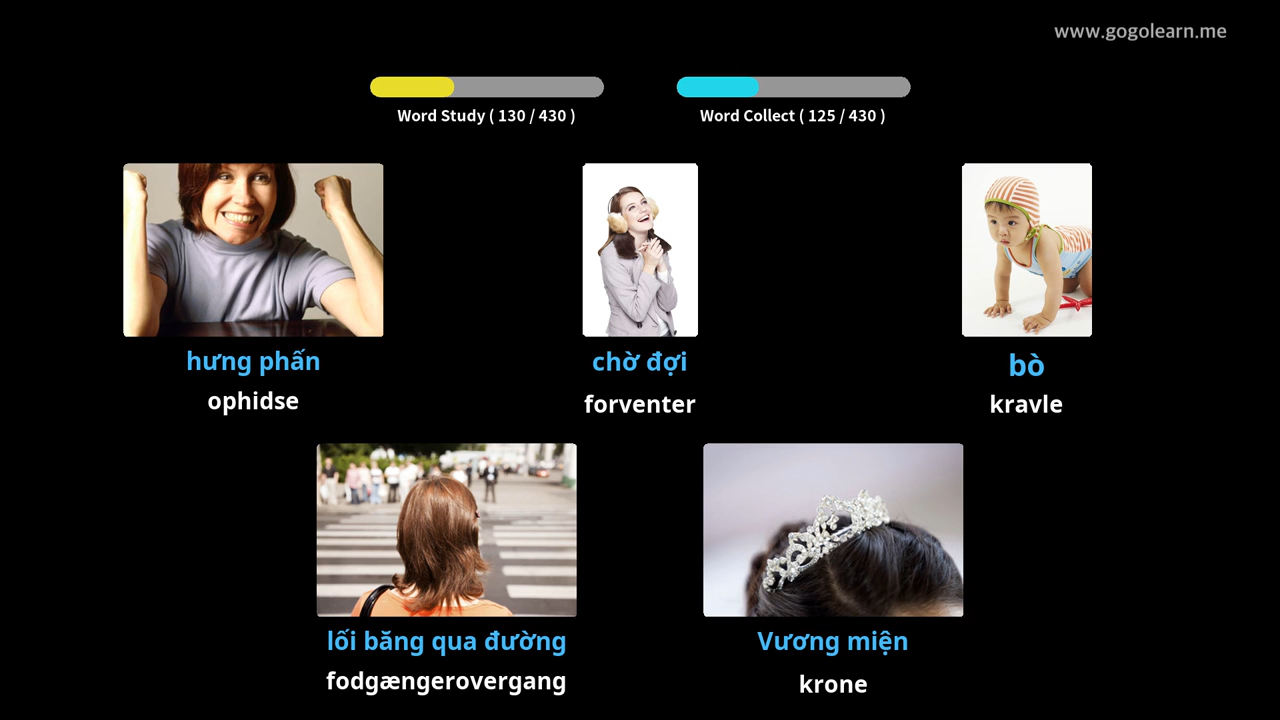 www.gogolearn.me
Word Study ( 130 / 430 )
Word Collect ( 125 / 430 )
hưng phấn
ophidse
chờ đợi
forventer
bò
kravle
lối băng qua đường
fodgængerovergang
Vương miện
krone